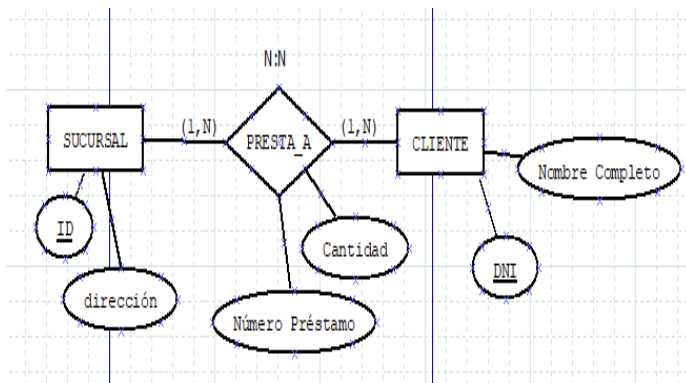 N:N
SUCURSAL
(1,N)
PRESTA_A
(1,N)
CLIENTE
Nombre Completo
ID
Cantidad
DNI
dirección
Número Préstamo